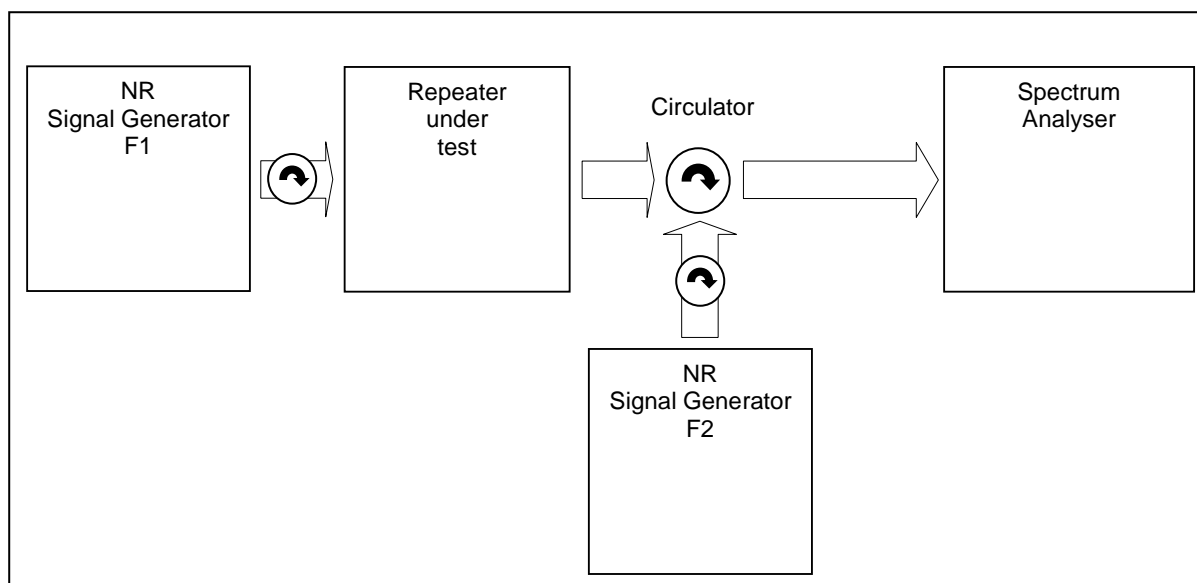 NR
Signal Generator
F1
Repeater
under
test
Circulator
Spectrum
Analyser
NR
Signal Generator
F2